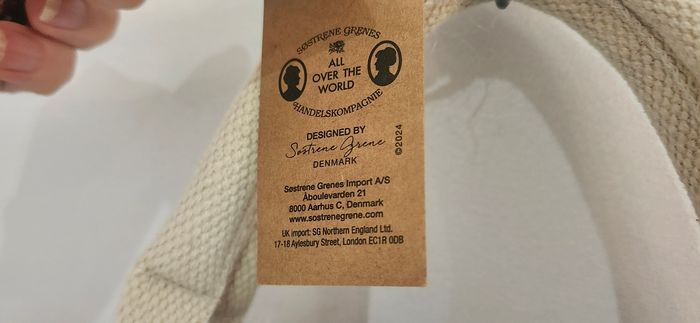 SØSTRENE GRENES
ALL
OVER THE
WORLD
HANDELSKOMPAGNIE
DESIGNED BY
Søstrene Grene
DENMARK
©2024
Søstrene Grenes Import A/S
Åboulevarden 21
8000 Aarhus C, Denmark
www.sostrenegrene.com
UK import: SG Northern England Ltd.
17-18 Aylesbury Street, London EC1R 0DB